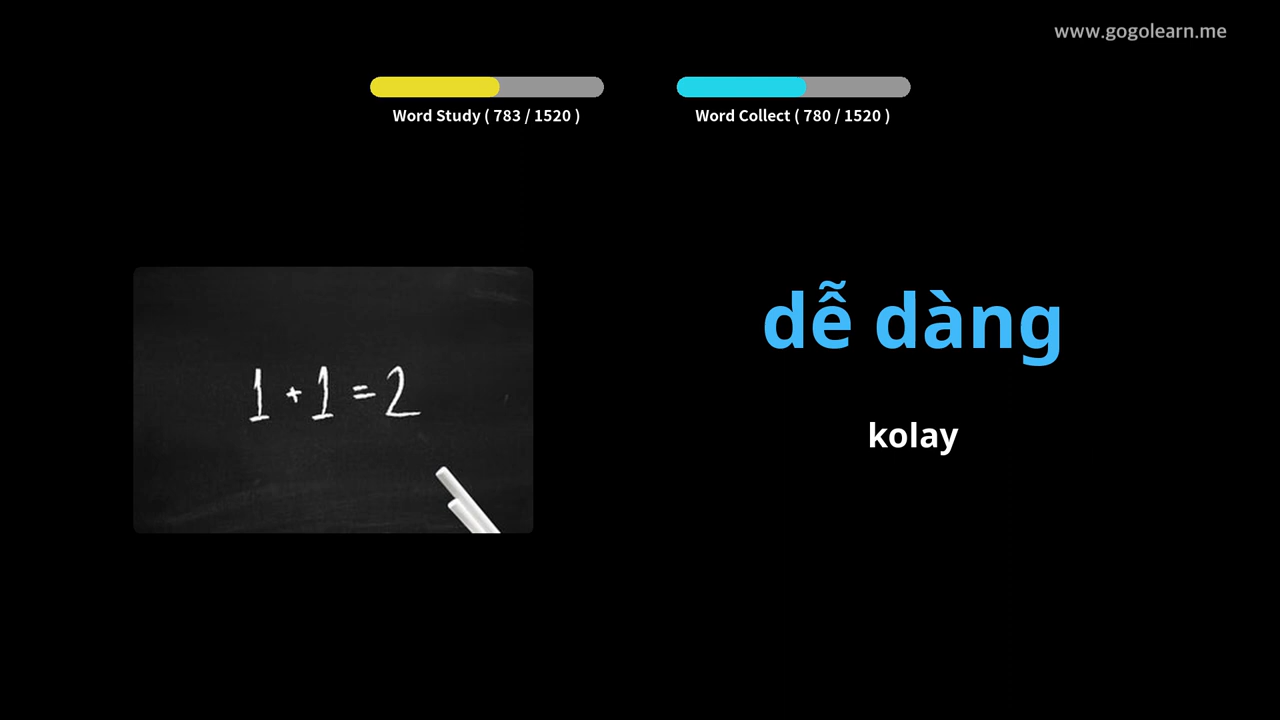 www.gogolearn.me
Word Study ( 783 / 1520 )
Word Collect ( 780 / 1520 )
1 + 1 = 2
dễ dàng
kolay